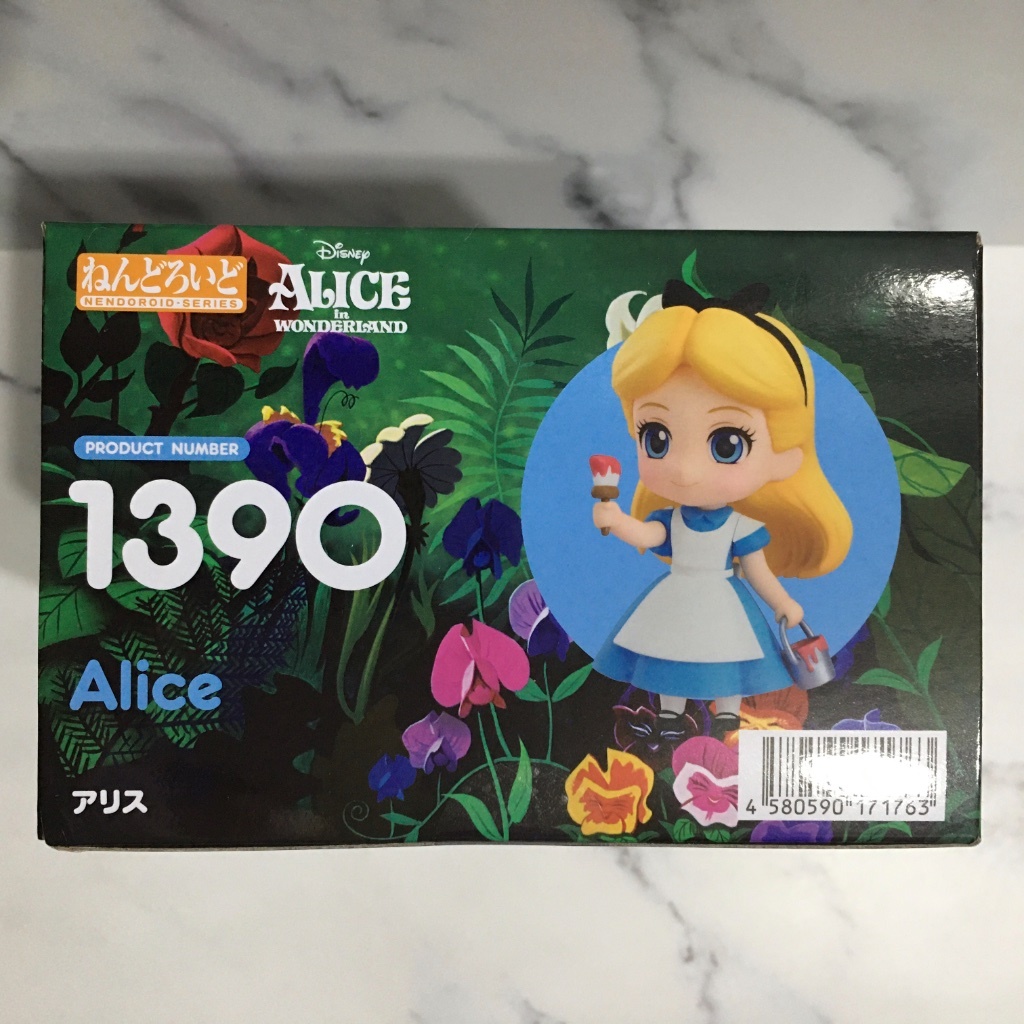 ねんどろいど
NENDOROID·SERIES
Disney
ALICE
In
WONDERLAND
PRODUCT NUMBER
1390
Alice
アリス
4 580590 171763